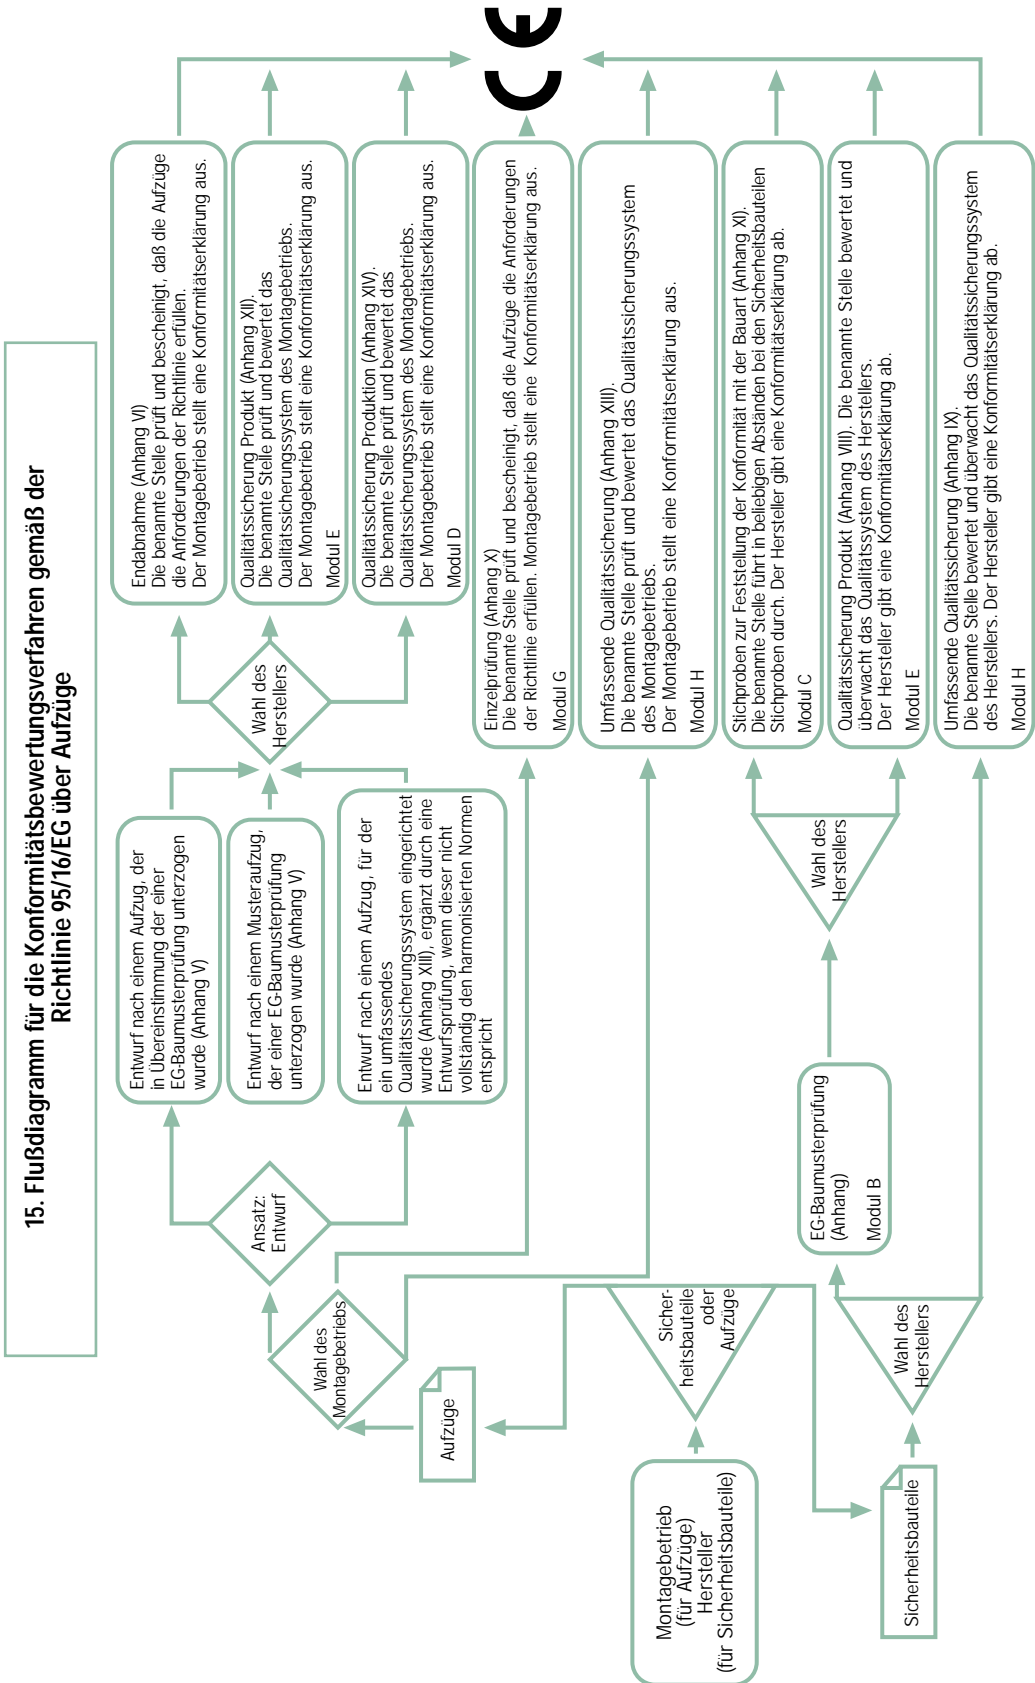 15. Flußdiagramm für die Konformitätsbewertungsverfahren gemäß der
Richtlinie 95/16/EG über Aufzüge
Montagebetrieb
(für Aufzüge)
Hersteller
(für Sicherheitsbauteile)
Sicher-
heitsbauteile
oder
Aufzüge
Aufzüge
Wahl des
Montagebetriebs
Ansatz:
Entwurf
Entwurf nach einem Aufzug, der
in Übereinstimmung der einer
EG-Baumusterprüfung unterzogen
wurde (Anhang V)
Entwurf nach einem Musteraufzug,
der einer EG-Baumusterprüfung
unterzogen wurde (Anhang V)
Entwurf nach einem Aufzug, für der
ein umfassendes
Qualitätssicherungssystem eingerichtet
wurde (Anhang XIII), ergänzt durch eine
Entwurfsprüfung, wenn dieser nicht
vollständig den harmonisierten Normen
entspricht
Wahl des
Herstellers
Endabnahme (Anhang VI)
Die benannte Stelle prüft und bescheinigt, daß die Aufzüge
die Anforderungen der Richtlinie erfüllen.
Der Montagebetrieb stellt eine Konformitätserklärung aus.
Qualitätssicherung Produkt (Anhang XII).
Die benannte Stelle prüft und bewertet das
Qualitätssicherungssystem des Montagebetriebs.
Der Montagebetrieb stellt eine Konformitätserklärung aus.
Modul E
Qualitätssicherung Produktion (Anhang XIV).
Die benannte Stelle prüft und bewertet das
Qualitätssicherungssystem des Montagebetriebs.
Der Montagebetrieb stellt eine Konformitätserklärung aus.
Modul D
Einzelprüfung (Anhang X)
Die benannte Stelle prüft und bescheinigt, daß die Aufzüge die Anforderungen
der Richtlinie erfüllen. Montagebetrieb stellt eine Konformitätserklärung aus.
Modul G
Umfassende Qualitätssicherung (Anhang XIII).
Die benannte Stelle prüft und bewertet das Qualitätssicherungssystem
des Montagebetriebs.
Der Montagebetrieb stellt eine Konformitätserklärung aus.
Modul H
Sicherheitsbauteile
Wahl des
Herstellers
EG-Baumusterprüfung
(Anhang)
Modul B
Wahl des
Herstellers
Stichproben zur Feststellung der Konformität mit der Bauart (Anhang XI).
Die benannte Stelle führt in beliebigen Abständen bei den Sicherheitsbauteilen
Stichproben durch. Der Hersteller gibt eine Konformitätserklärung ab.
Modul C
Qualitätssicherung Produkt (Anhang VIII). Die benannte Stelle bewertet und
überwacht das Qualitätssystem des Herstellers.
Der Hersteller gibt eine Konformitätserklärung ab.
Modul E
Umfassende Qualitätssicherung (Anhang IX).
Die benannte Stelle bewertet und überwacht das Qualitätssicherungssystem
des Herstellers. Der Hersteller gibt eine Konformitätserklärung ab.
Modul H
CE